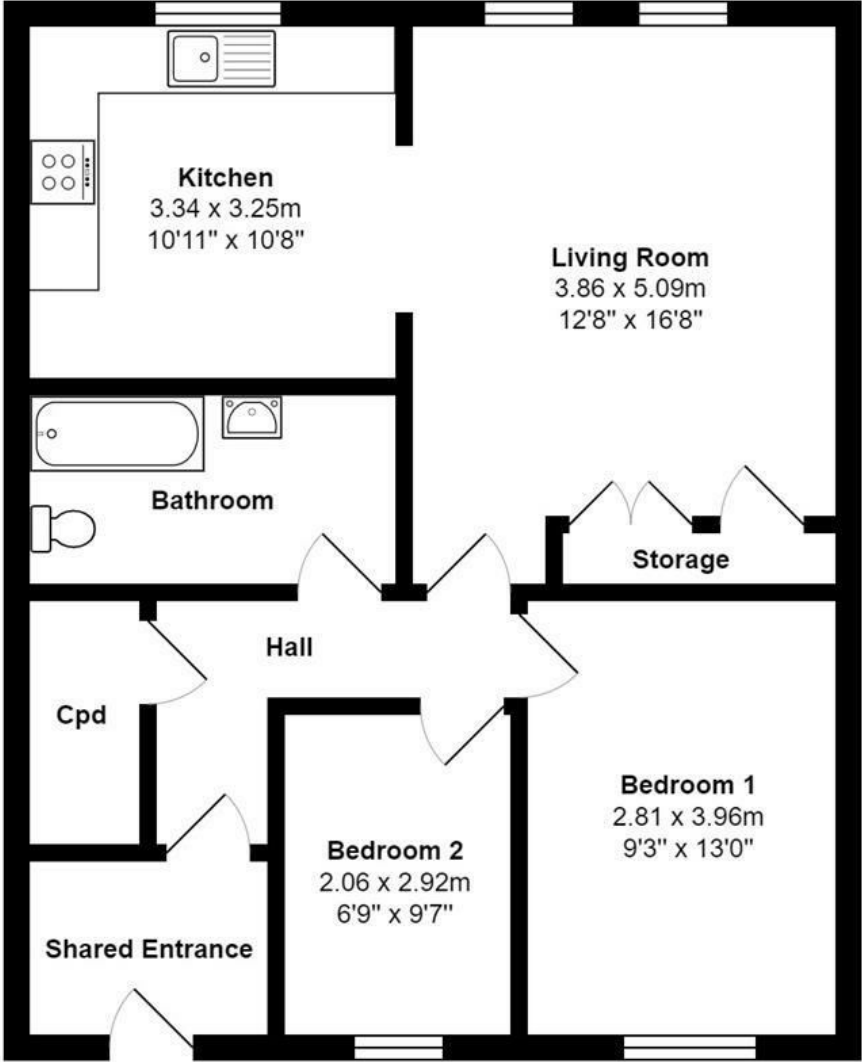 Kitchen
3.34 x 3.25m
10'11" x 10'8"
Living Room
3.86 x 5.09m
12'8" x 16'8"
Bathroom
Storage
Hall
Cpd
Bedroom 1
2.81 x 3.96m
9'3" x 13'0"
Bedroom 2
2.06 x 2.92m
6'9" x 9'7"
Shared Entrance